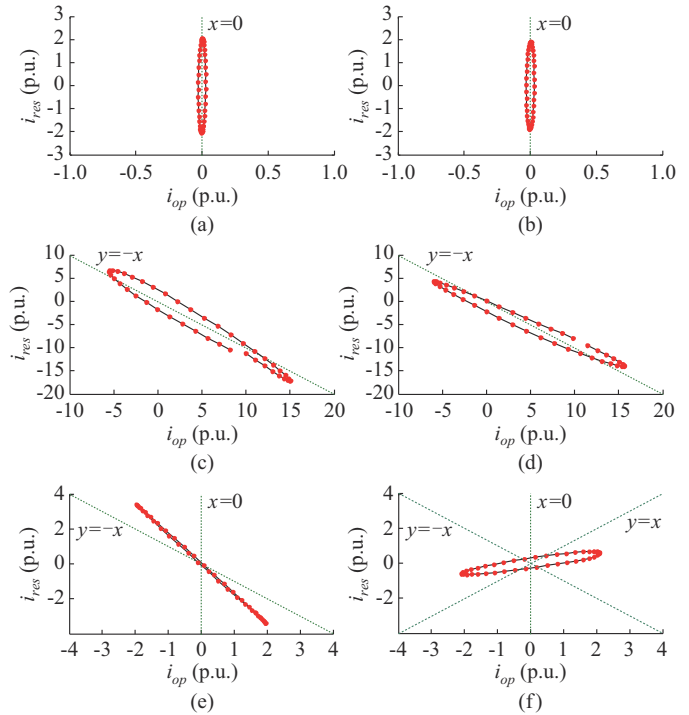 3
2
1
0
-1
-2
3
i_res (p.u.)
x=0
-1.0
-0.5
0
0.5
1.0
i_op (p.u.)
(a)
3
2
1
0
-1
-2
3
i_res (p.u.)
x=0
-1.0
-0.5
0
0.5
1.0
i_op (p.u.)
(b)
10
5
0
-5
-10
-15
-20
i_res (p.u.)
y=−x
-10
-5
0
5
10
15
20
i_op (p.u.)
(c)
10
5
0
-5
-10
-15
-20
i_res (p.u.)
y=−x
-10
-5
0
5
10
15
20
i_op (p.u.)
(d)
4
2
0
-2
i_res (p.u.)
x=0
y=−x
-4
-3
-2
-1
0
1
2
3
4
i_op (p.u.)
(e)
4
2
0
-2
-4
i_res (p.u.)
x=0
y=−x
y=x
-4
-3
-2
-1
0
1
2
3
4
i_op (p.u.)
(f)